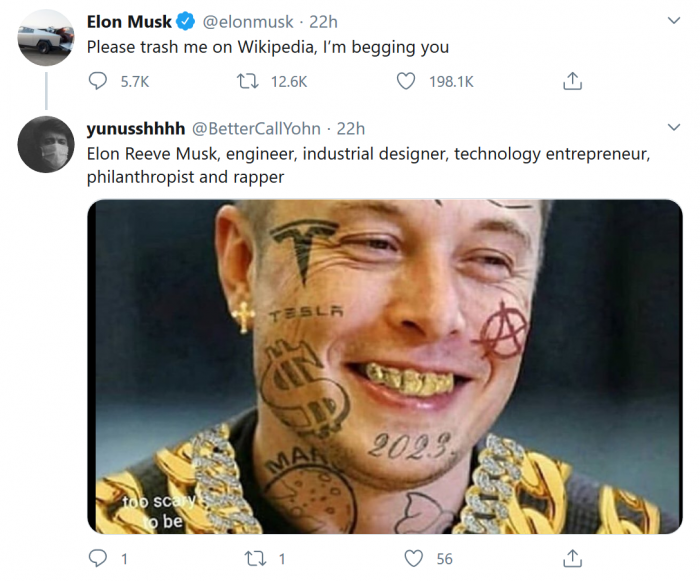 Elon Musk @elonmusk · 22h
Please trash me on Wikipedia, I'm begging you
5.7K 12.6K 198.1K
yunusshhhh @BetterCallYohn · 22h
Elon Reeve Musk, engineer, industrial designer, technology entrepreneur,
philanthropist and rapper
T
TESLA
A
$
2023
MAR
too scary
to be
1 1 56